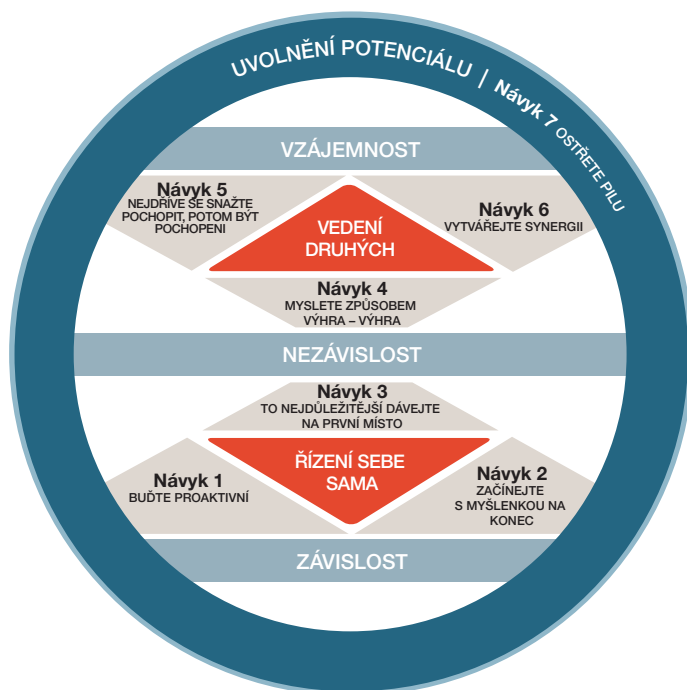 UVOLNĚNÍ POTENCIÁLU | Návyk 7 OSTŘETE PILU
VZÁJEMNOST
Návyk 5
NEJDŘÍVE SE SNAŽTE
POCHOPIT, POTOM BÝT
POCHOPENI
VEDENÍ
DRUHÝCH
Návyk 6
VYTVÁŘEJTE SYNERGII
Návyk 4
MYSLETE ZPŮSOBEM
VÝHRA – VÝHRA
NEZÁVISLOST
Návyk 3
TO NEJDŮLEŽITĚJŠÍ DÁVEJTE
NA PRVNÍ MÍSTO
Návyk 1
BUĎTE PROAKTIVNÍ
ŘÍZENÍ SEBE
SAMA
Návyk 2
ZAČÍNEJTE
S MYŠLENKOU NA
KONEC
ZÁVISLOST